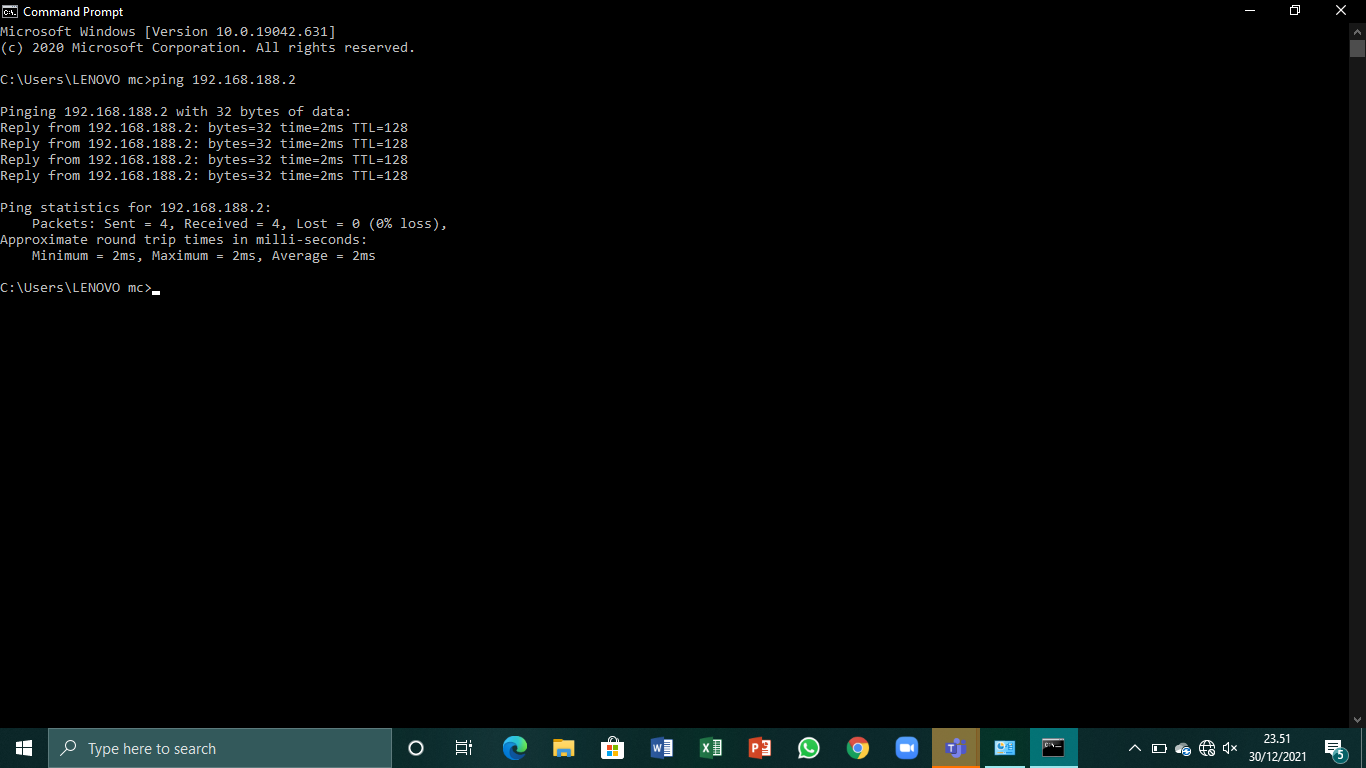 Command Prompt
Microsoft Windows [Version 10.0.19042.631]
(c) 2020 Microsoft Corporation. All rights reserved.
C:\Users\LENOVO mc>ping 192.168.188.2
Pinging 192.168.188.2 with 32 bytes of data:
Reply from 192.168.188.2: bytes=32 time=2ms TTL=128
Reply from 192.168.188.2: bytes=32 time=2ms TTL=128
Reply from 192.168.188.2: bytes=32 time=2ms TTL=128
Reply from 192.168.188.2: bytes=32 time=2ms TTL=128
Ping statistics for 192.168.188.2:
    Packets: Sent = 4, Received = 4, Lost = 0 (0% loss),
Approximate round trip times in milli-seconds:
    Minimum = 2ms, Maximum = 2ms, Average = 2ms
C:\Users\LENOVO mc>
Type here to search
23.51
30/12/2021
5